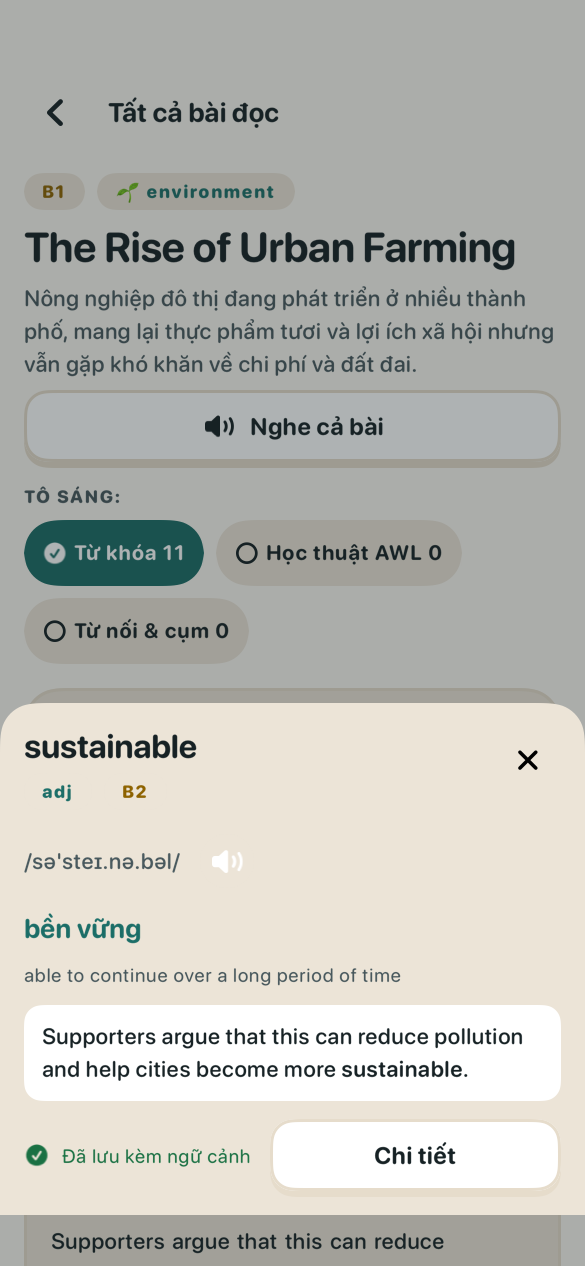 Tất cả bài đọc
B1
environment
The Rise of Urban Farming
Nông nghiệp đô thị đang phát triển ở nhiều thành
phố, mang lại thực phẩm tươi và lợi ích xã hội nhưng
vẫn gặp khó khăn về chi phí và đất đai.
Nghe cả bài
TÔ SÁNG:
Từ khóa 11
Học thuật AWL 0
Từ nối & cụm 0
sustainable
adj B2
/sə'steɪ.nə.bəl/
bền vững
able to continue over a long period of time
Supporters argue that this can reduce pollution
and help cities become more sustainable.
Đã lưu kèm ngữ cảnh
Chi tiết
Supporters argue that this can reduce